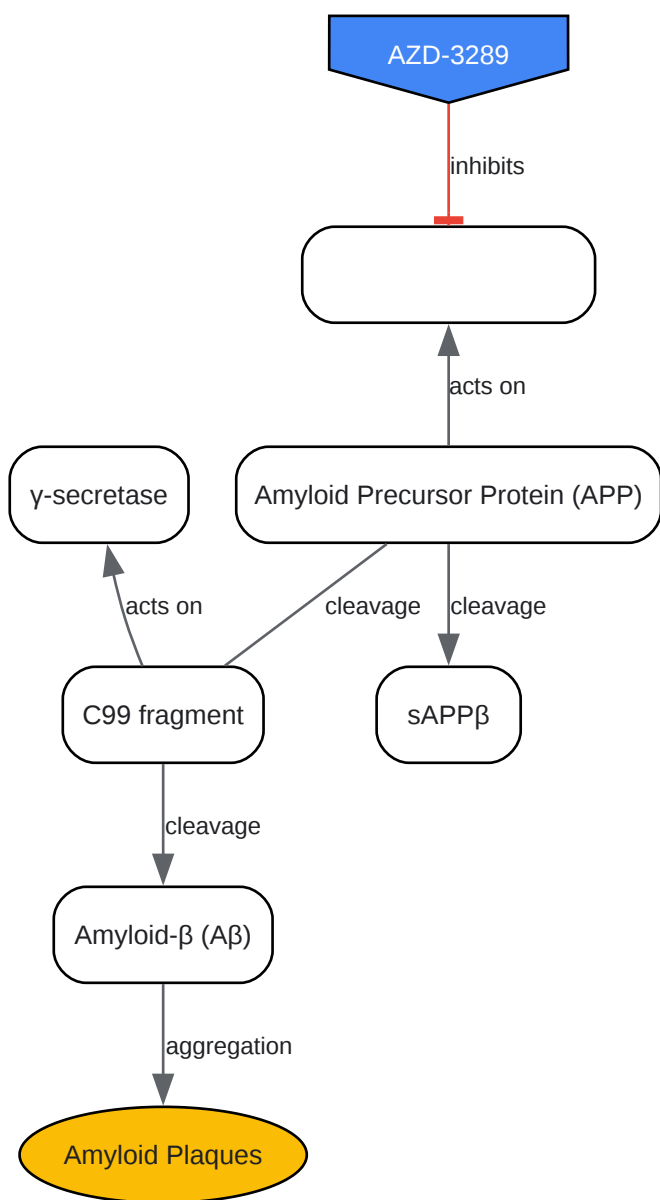 AZD-3289
inhibits
acts on
γ-secretase
Amyloid Precursor Protein (APP)
acts on
cleavage
cleavage
C99 fragment
sAPPβ
cleavage
Amyloid-β (Aβ)
aggregation
Amyloid Plaques